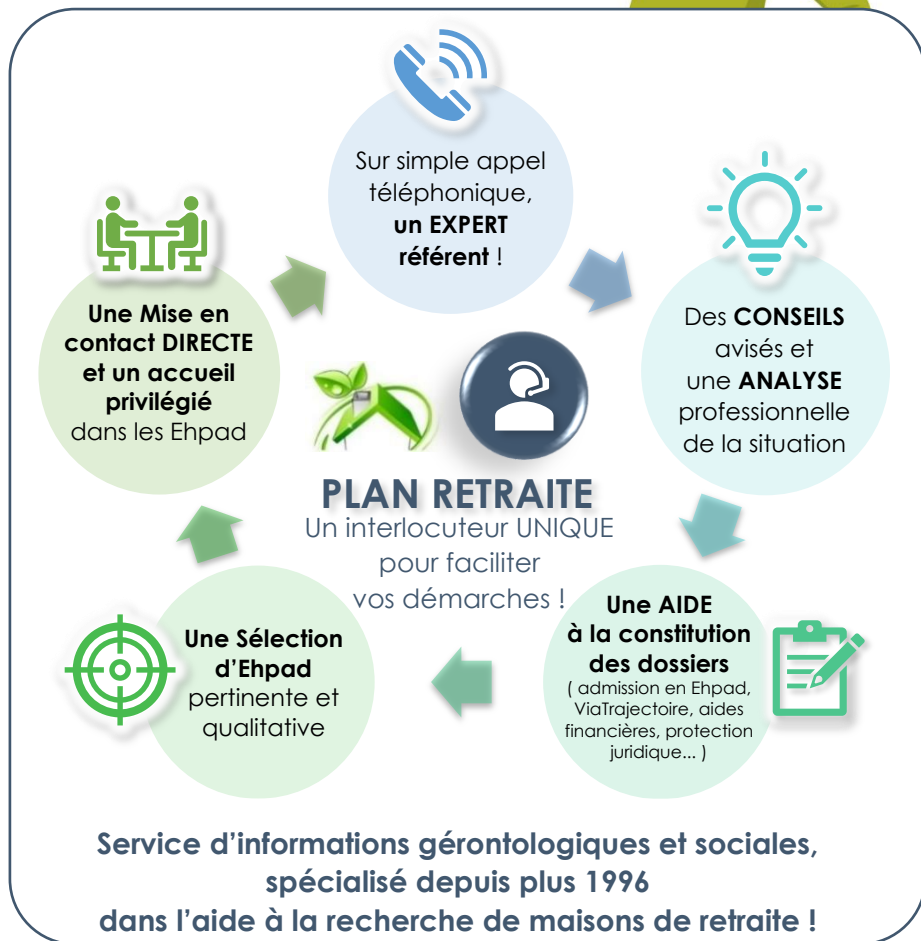 Sur simple appel
téléphonique,
un EXPERT
référent !
Des CONSEILS
avisés et
une ANALYSE
professionnelle
de la situation
Une AIDE
à la constitution
des dossiers
( admission en Ehpad,
ViaTrajectoire, aides
financières, protection
juridique... )
Une Sélection
d'Ehpad
pertinente et
qualitative
Une Mise en
contact DIRECTE
et un accueil
privilégié
dans les Ehpad
PLAN RETRAITE
Un interlocuteur UNIQUE
pour faciliter
vos démarches !
Service d'informations gérontologiques et sociales,
spécialisé depuis plus 1996
dans l'aide à la recherche de maisons de retraite !